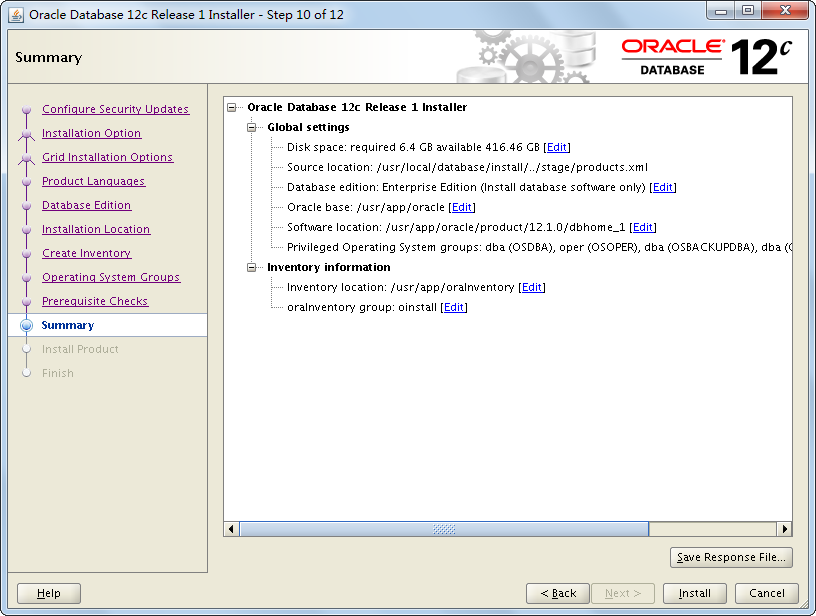 Oracle Database 12c Release 1 Installer - Step 10 of 12
Summary
ORACLE
DATABASE
12c
Configure Security Updates
Installation Option
Grid Installation Options
Product Languages
Database Edition
Installation Location
Create Inventory
Operating System Groups
Prerequisite Checks
Summary
Install Product
Finish
Oracle Database 12c Release 1 Installer
Global settings
Disk space: required 6.4 GB available 416.46 GB [Edit]
Source location: /usr/local/database/install/../stage/products.xml
Database edition: Enterprise Edition (Install database software only) [Edit]
Oracle base: /usr/app/oracle [Edit]
Software location: /usr/app/oracle/product/12.1.0/dbhome_1 [Edit]
Privileged Operating System groups: dba (OSDBA), oper (OSOPER), dba (OSBACKUPDBA), dba (
Inventory information
Inventory location: /usr/app/oraInventory [Edit]
oraInventory group: oinstall [Edit]
Save Response File...
Help
< Back
Next >
Install
Cancel